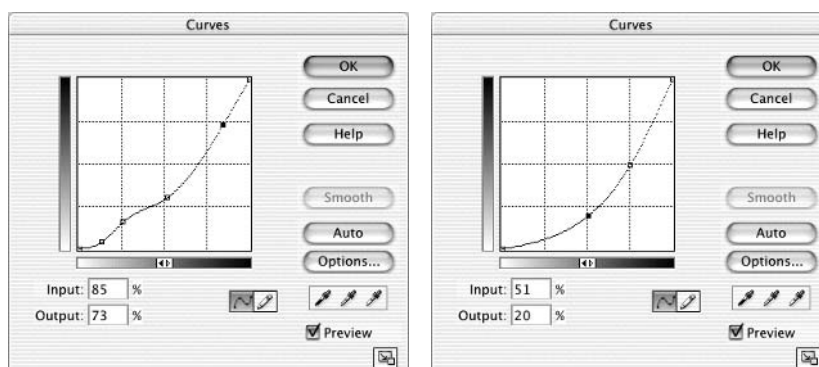 Curves
OK
Cancel
Help
Smooth
Auto
Options...
Input: 85 %
Output: 73 %
Preview
Curves
OK
Cancel
Help
Smooth
Auto
Options...
Input: 51 %
Output: 20 %
Preview